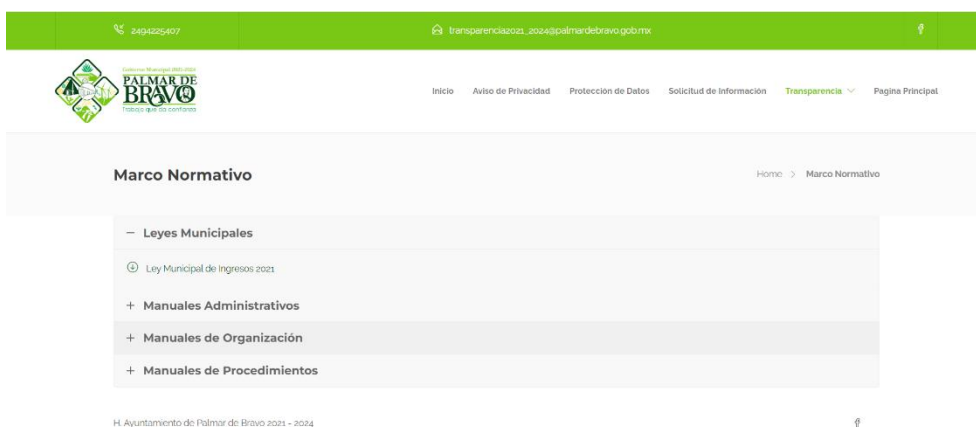 2494225407
transparencia2021_2024@palmardebravo.gob.mx
PALMAR DE
BRAVO
Trabajo que da confianza
Inicio Aviso de Privacidad Protección de Datos Solicitud de Información Transparencia Pagina Principal
Marco Normativo
Home > Marco Normativo
Leyes Municipales
Ley Municipal de Ingresos 2021
Manuales Administrativos
Manuales de Organización
Manuales de Procedimientos
H. Ayuntamiento de Palmar de Bravo 2021 - 2024